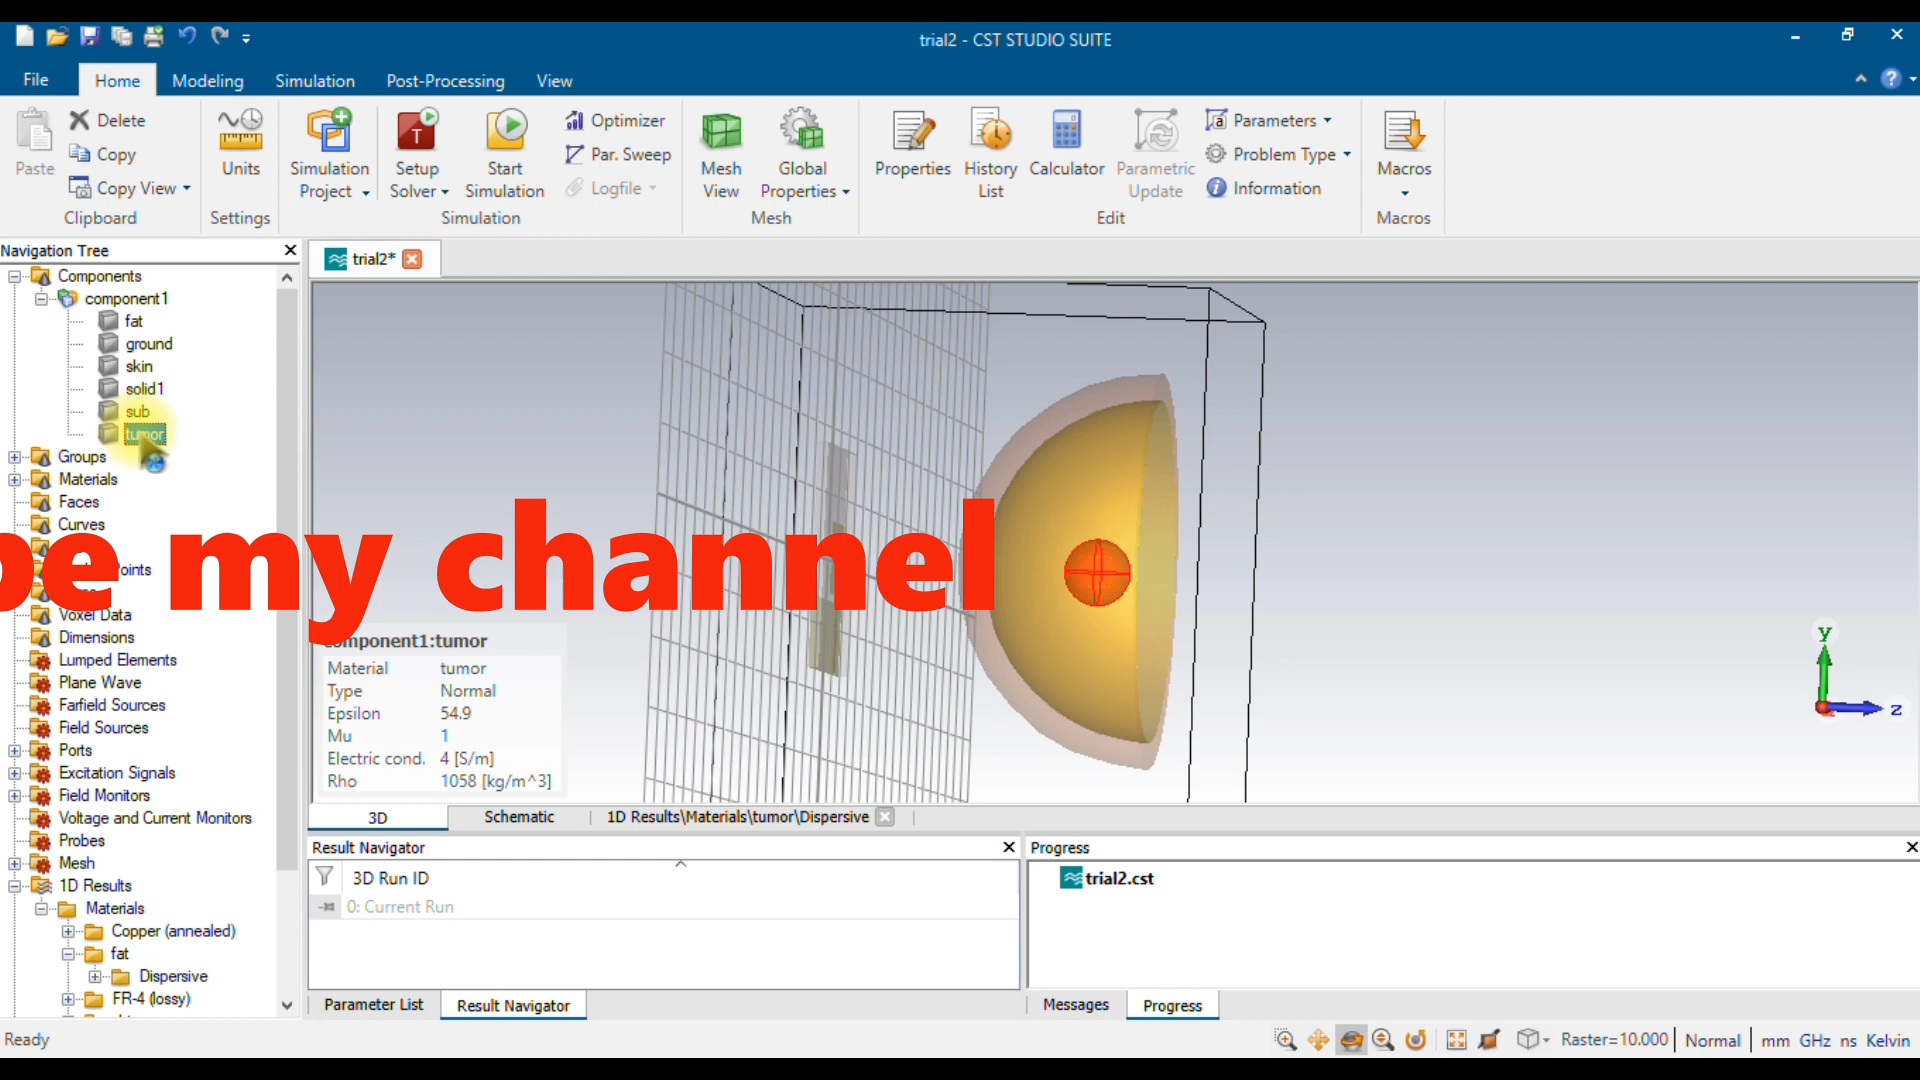 trial2 - CST STUDIO SUITE
File
Home
Modeling
Simulation
Post-Processing
View
Paste
Delete
Copy
Copy View
Clipboard
Units
Settings
Simulation
Project
Setup
Solver
Start
Simulation
Optimizer
Par. Sweep
Logfile
Simulation
Mesh
View
Global
Properties
Mesh
Properties
History
List
Calculator
Parametric
Update
Parameters
Problem Type
Information
Edit
Macros
Macros
Navigation Tree
trial2*
Components
component1
fat
ground
skin
solid1
sub
tumor
Groups
Materials
Faces
Curves
Voxel Data
Dimensions
Lumped Elements
Plane Wave
Farfield Sources
Field Sources
Ports
Excitation Signals
Field Monitors
Voltage and Current Monitors
Probes
Mesh
1D Results
Materials
Copper (annealed)
fat
Dispersive
FR-4 (lossy)
be my channel
component1:tumor
Material tumor
Type Normal
Epsilon 54.9
Mu 1
Electric cond. 4 [S/m]
Rho 1058 [kg/m^3]
y
z
3D
Schematic
1D Results\Materials\tumor\Dispersive
Result Navigator
3D Run ID
0: Current Run
Parameter List
Result Navigator
Progress
trial2.cst
Messages
Progress
Ready
Raster=10.000 Normal mm GHz ns Kelvin